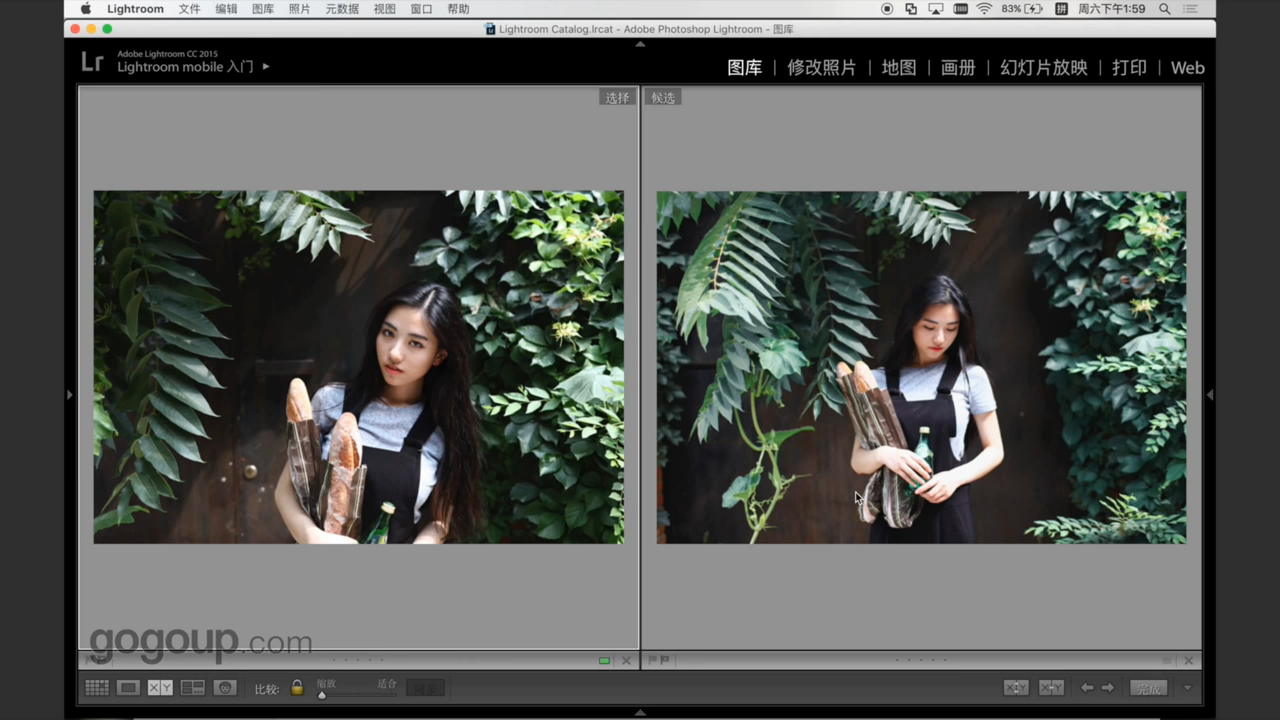 Lightroom 文件 编辑 图库 照片 元数据 视图 窗口 帮助 83% 拼 周六下午1:59
Lightroom Catalog.lrcat - Adobe Photoshop Lightroom - 图库
Lr
Adobe Lightroom CC 2015
Lightroom mobile 入门
图库 | 修改照片 | 地图 | 画册 | 幻灯片放映 | 打印 | Web
选择
候选
gogoup.com
X Y
比较:
缩放
适合
完成